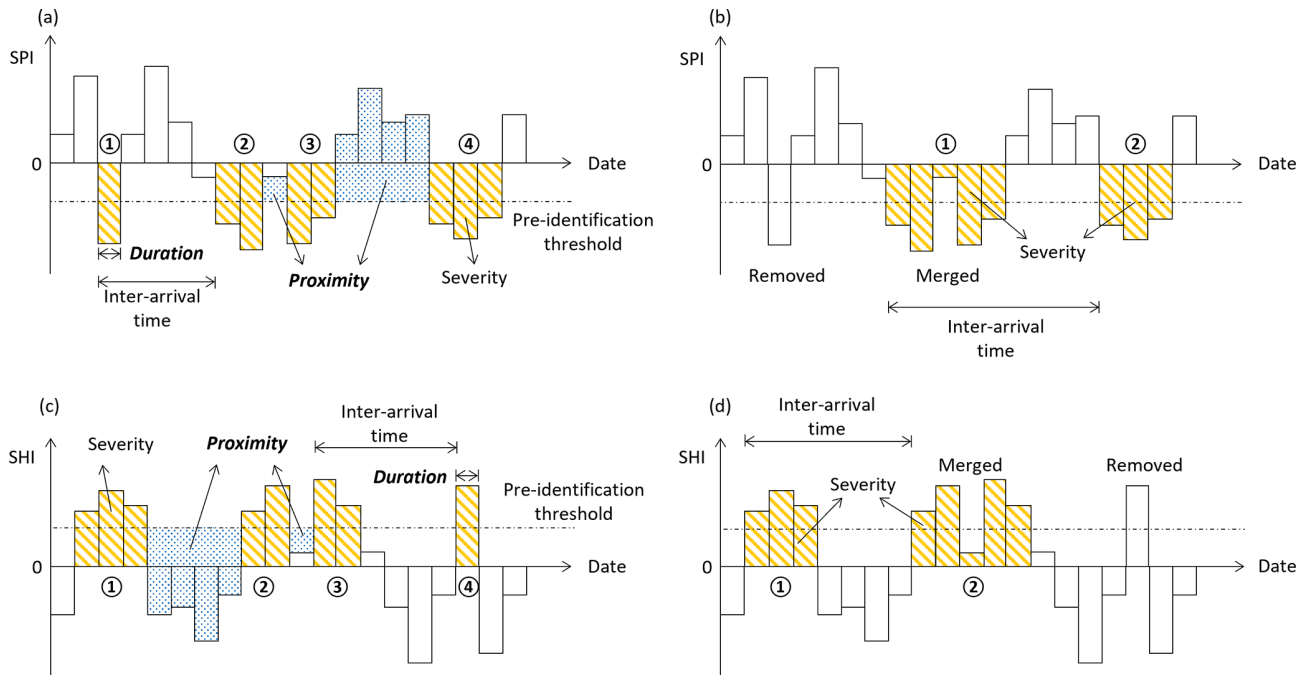 (a)
SPI
①
②
③
④
0
Date
Pre-identification
threshold
Duration
Proximity
Severity
Inter-arrival
time
(b)
SPI
①
②
0
Date
Severity
Removed
Merged
Inter-arrival
time
(c)
Inter-arrival
time
Severity
Proximity
SHI
Duration
Pre-identification
threshold
0
Date
①
②
③
④
(d)
Inter-arrival
time
SHI
Merged
Removed
Severity
0
Date
①
②